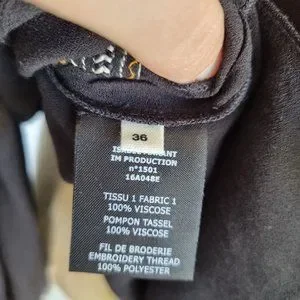 36
ISABEL MARANT
IM PRODUCTION
n°1501
16A048E
TISSU 1 FABRIC 1
100% VISCOSE
POMPON TASSEL
100% VISCOSE
FIL DE BRODERIE
EMBROIDERY THREAD
100% POLYESTER